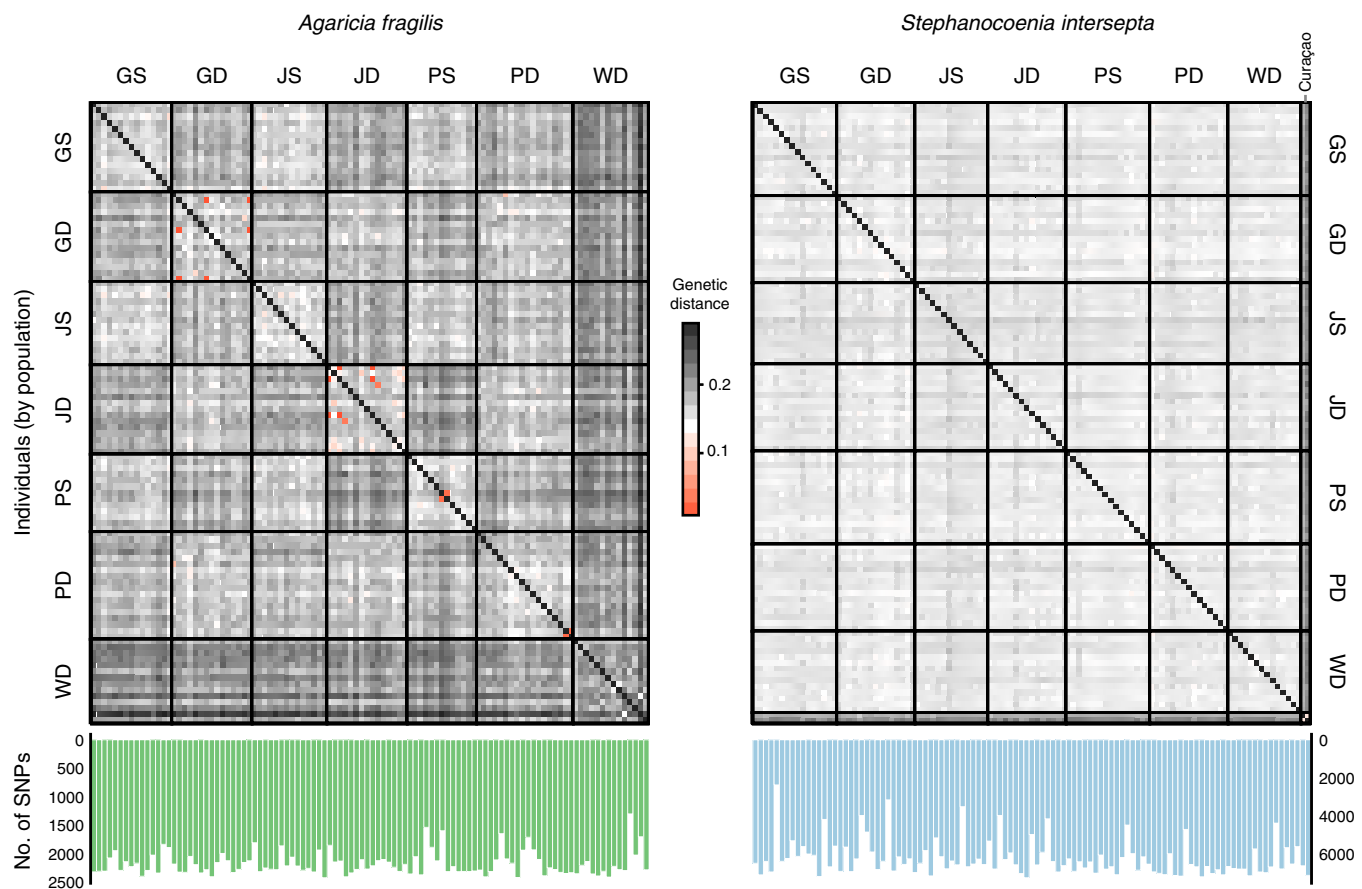 Agaricia fragilis
Stephanocoenia intersepta
GS GD JS JD PS PD WD
GS GD JS JD PS PD WD Curaçao
Individuals (by population)
GS
GD
JS
JD
PS
PD
WD
Genetic
distance
0.2
0.1
GS
GD
JS
JD
PS
PD
WD
No. of SNPs
0
500
1000
1500
2000
2500
0
2000
4000
6000